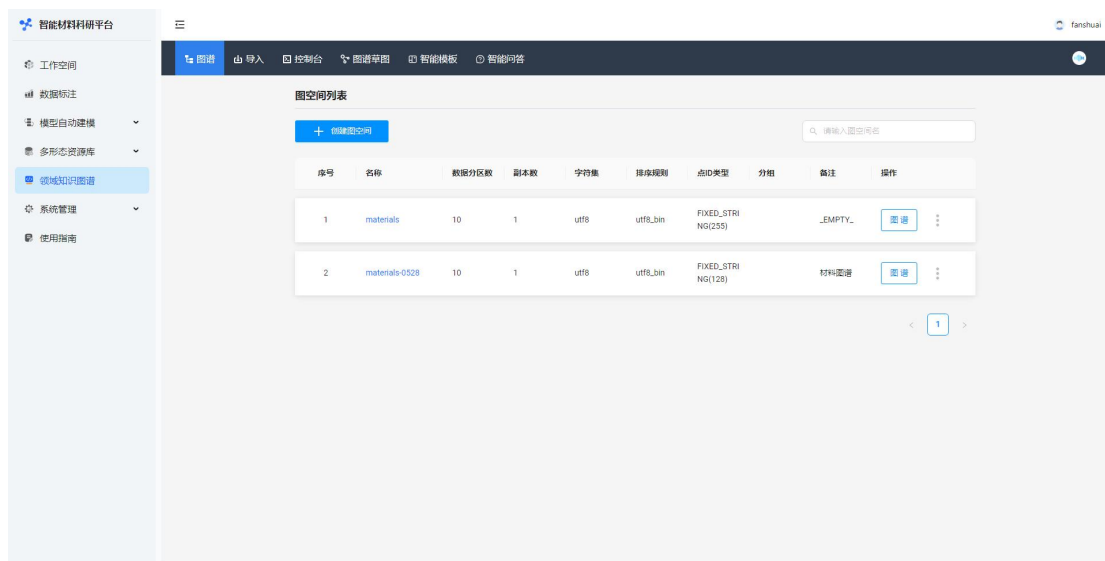 智能材料科研平台
fanshuai
工作空间
数据标注
模型自动建模
多形态资源库
领域知识图谱
系统管理
使用指南
图谱 导入 控制台 图谱草图 智能模板 智能问答
图空间列表
创建图空间
请输入图空间名
序号 名称 数据分区数 副本数 字符集 排序规则 点ID类型 分组 备注 操作
1 materials 10 1 utf8 utf8_bin FIXED_STRI _EMPTY_ 图谱
NG(255)
2 materials-0528 10 1 utf8 utf8_bin FIXED_STRI 材料图谱 图谱
NG(128)
< 1 >